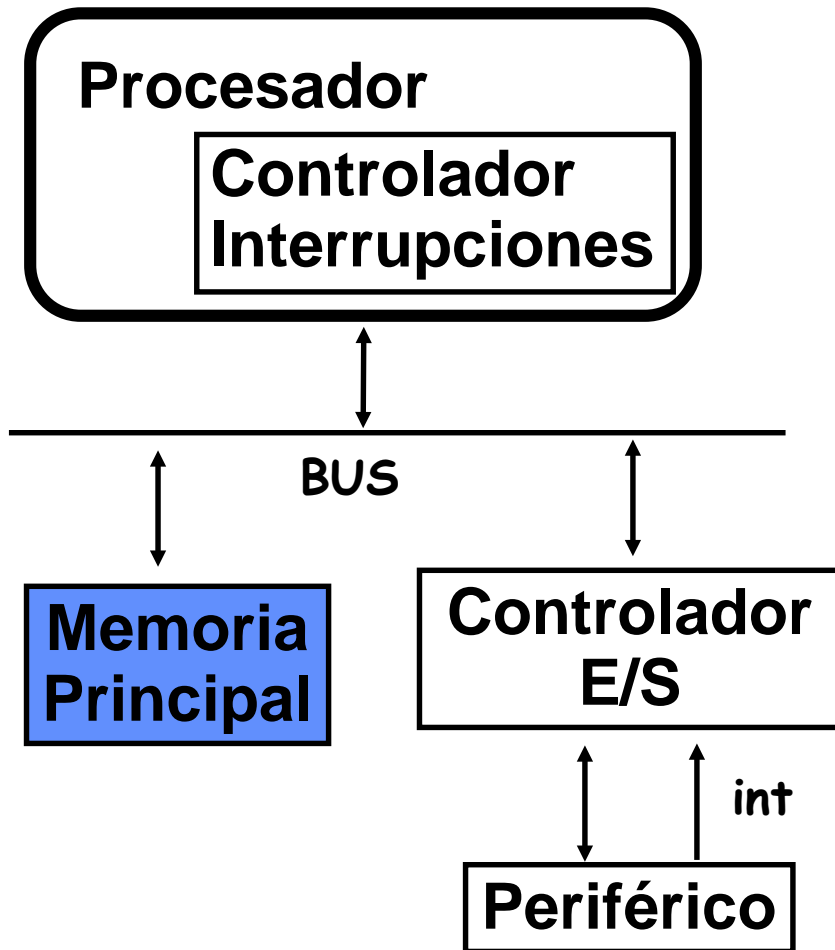 Procesador
Controlador
Interrupciones
BUS
Memoria
Principal
Controlador
E/S
int
Periférico